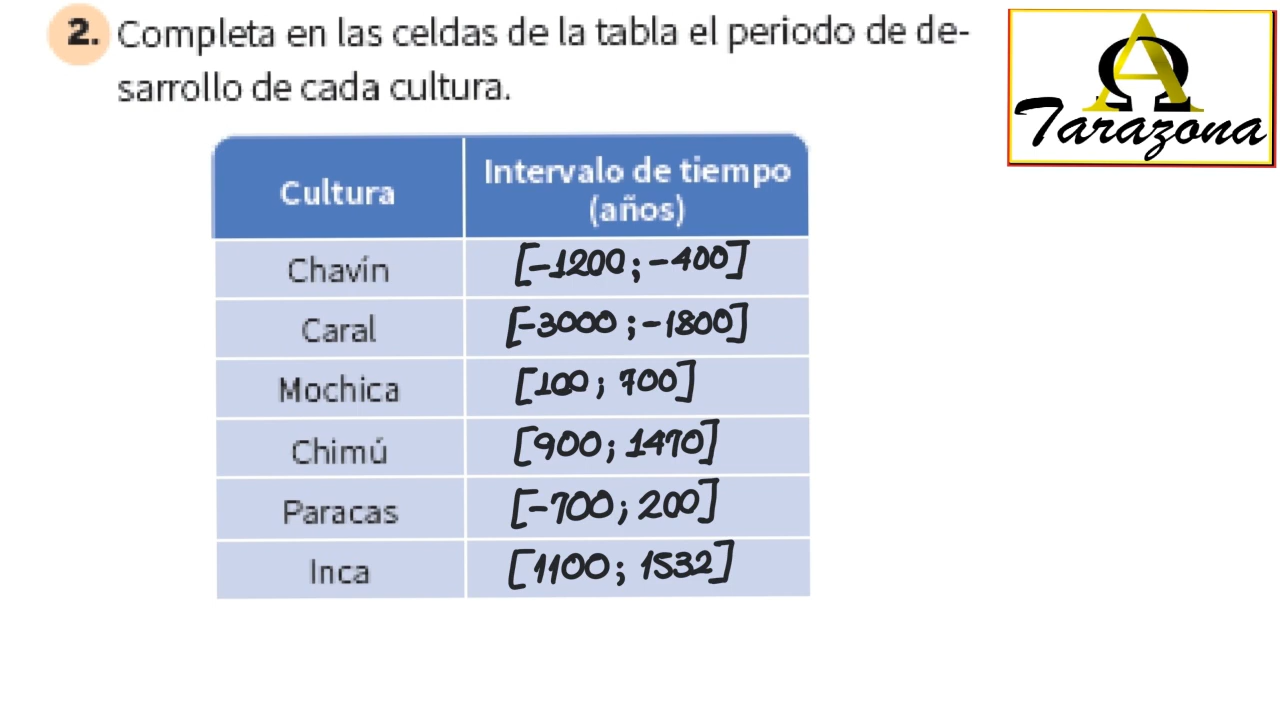 2. Completa en las celdas de la tabla el periodo de de-
sarrollo de cada cultura.
Tarazona
Cultura
Intervalo de tiempo
(años)
Chavín [-1200; -400]
Caral [-3000; -1800]
Mochica [100; 700]
Chimú [900; 1470]
Paracas [-700; 200]
Inca [1100; 1532]